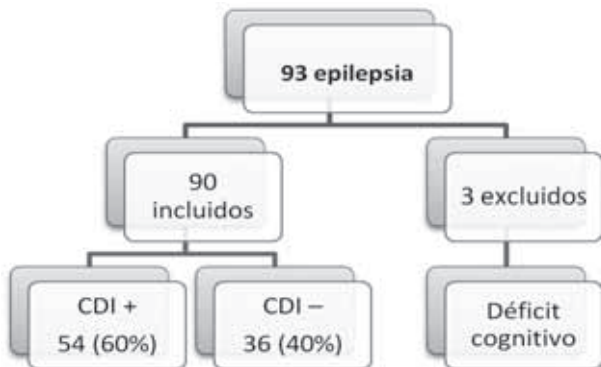 93 epilepsia
90
incluidos
3 excluidos
CDI +
54 (60%)
CDI –
36 (40%)
Déficit
cognitivo